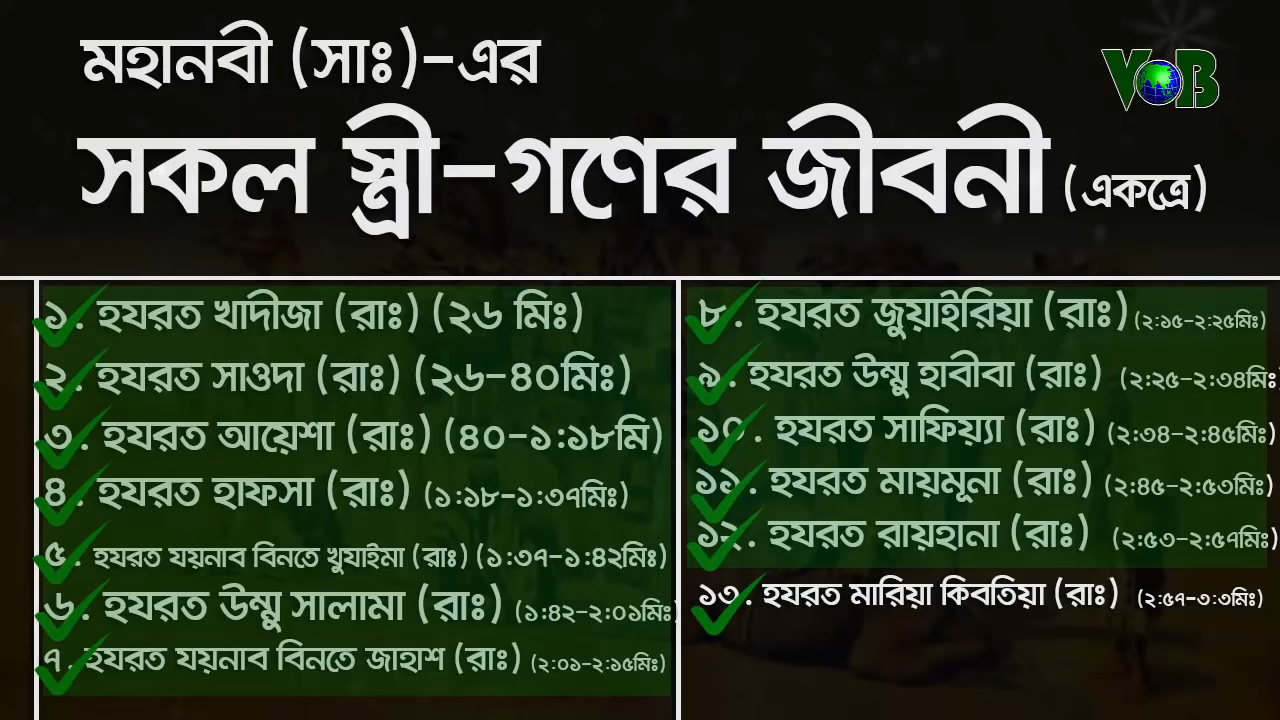 মহানবী (সাঃ)-এর
VOB
সকল স্ত্রী-গণের জীবনী (একত্রে)
১. হযরত খাদীজা (রাঃ) (২৬ মিঃ)
২. হযরত সাওদা (রাঃ) (২৬-৪০মিঃ)
৩. হযরত আয়েশা (রাঃ) (৪০-১:১৮মি)
৪. হযরত হাফসা (রাঃ) (১:১৮-১:৩৭মিঃ)
৫. হযরত যয়নাব বিনতে খুযাইমা (রাঃ) (১:৩৭-১:৪২মিঃ)
৬. হযরত উম্মু সালামা (রাঃ) (১:৪২-২:০১মিঃ)
৭. হযরত যয়নাব বিনতে জাহাশ (রাঃ) (২:০১-২:১৫মিঃ)
৮. হযরত জুয়াইরিয়া (রাঃ) (২:১৫-২:২৫মিঃ)
৯. হযরত উম্মু হাবীবা (রাঃ) (২:২৫-২:৩৪মিঃ
১০. হযরত সাফিয়্যা (রাঃ) (২:৩৪-২:৪৫মিঃ)
১১. হযরত মায়মূনা (রাঃ) (২:৪৫-২:৫৩মিঃ)
১২. হযরত রায়হানা (রাঃ) (২:৫৩-২:৫৭মিঃ)
১৩. হযরত মারিয়া কিবতিয়া (রাঃ) (২:৫৭-৩:৩মিঃ)